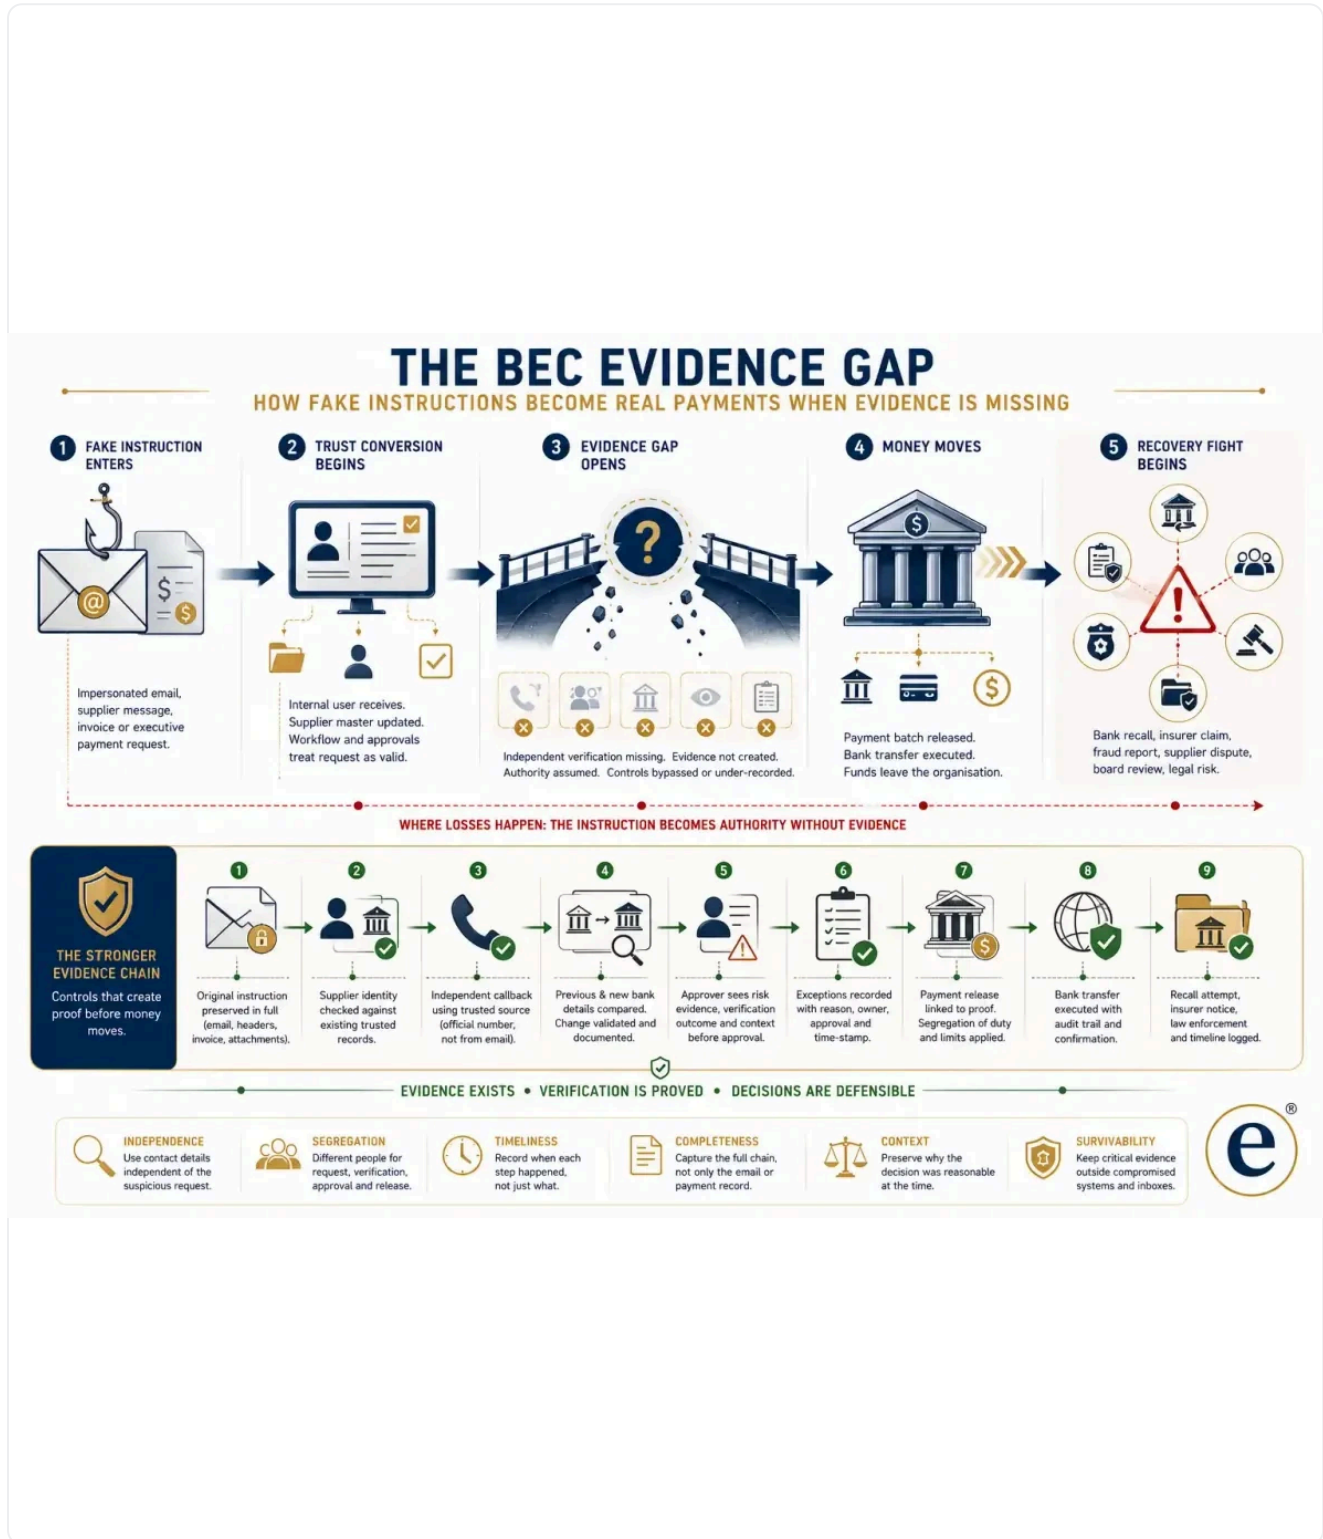 THE BEC EVIDENCE GAP
HOW FAKE INSTRUCTIONS BECOME REAL PAYMENTS WHEN EVIDENCE IS MISSING
1 FAKE INSTRUCTION
ENTERS
@
$
$
Impersonated email,
supplier message,
invoice or executive
payment request.
2 TRUST CONVERSION
BEGINS
Internal user receives.
Supplier master updated.
Workflow and approvals
treat request as valid.
3 EVIDENCE GAP
OPENS
?
Independent verification missing. Evidence not created.
Authority assumed. Controls bypassed or under-recorded.
4 MONEY MOVES
$
$
Payment batch released.
Bank transfer executed.
Funds leave the organisation.
5 RECOVERY FIGHT
BEGINS
!
Bank recall, insurer claim,
fraud report, supplier dispute,
board review, legal risk.
WHERE LOSSES HAPPEN: THE INSTRUCTION BECOMES AUTHORITY WITHOUT EVIDENCE
THE STRONGER
EVIDENCE CHAIN
Controls that create
proof before money
moves.
1
Original instruction
preserved in full
(email, headers,
invoice, attachments).
2
Supplier identity
checked against
existing trusted
records.
3
Independent callback
using trusted source
(official number,
not from email).
4
Previous & new bank
details compared.
Change validated and
documented.
5
Approver sees risk
evidence, verification
outcome and context
before approval.
6
Exceptions recorded
with reason, owner,
approval and
time-stamp.
7
$
Payment release
linked to proof.
Segregation of duty
and limits applied.
8
Bank transfer
executed with
audit trail and
confirmation.
9
Recall attempt,
insurer notice,
law enforcement
and timeline logged.
EVIDENCE EXISTS • VERIFICATION IS PROVED • DECISIONS ARE DEFENSIBLE
INDEPENDENCE
Use contact details
independent of the
suspicious request.
SEGREGATION
Different people for
request, verification,
approval and release.
TIMELINESS
Record when each
step happened,
not just what.
COMPLETENESS
Capture the full chain,
not only the email or
payment record.
CONTEXT
Preserve why the
decision was reasonable
at the time.
SURVIVABILITY
Keep critical evidence
outside compromised
systems and inboxes.
e ®